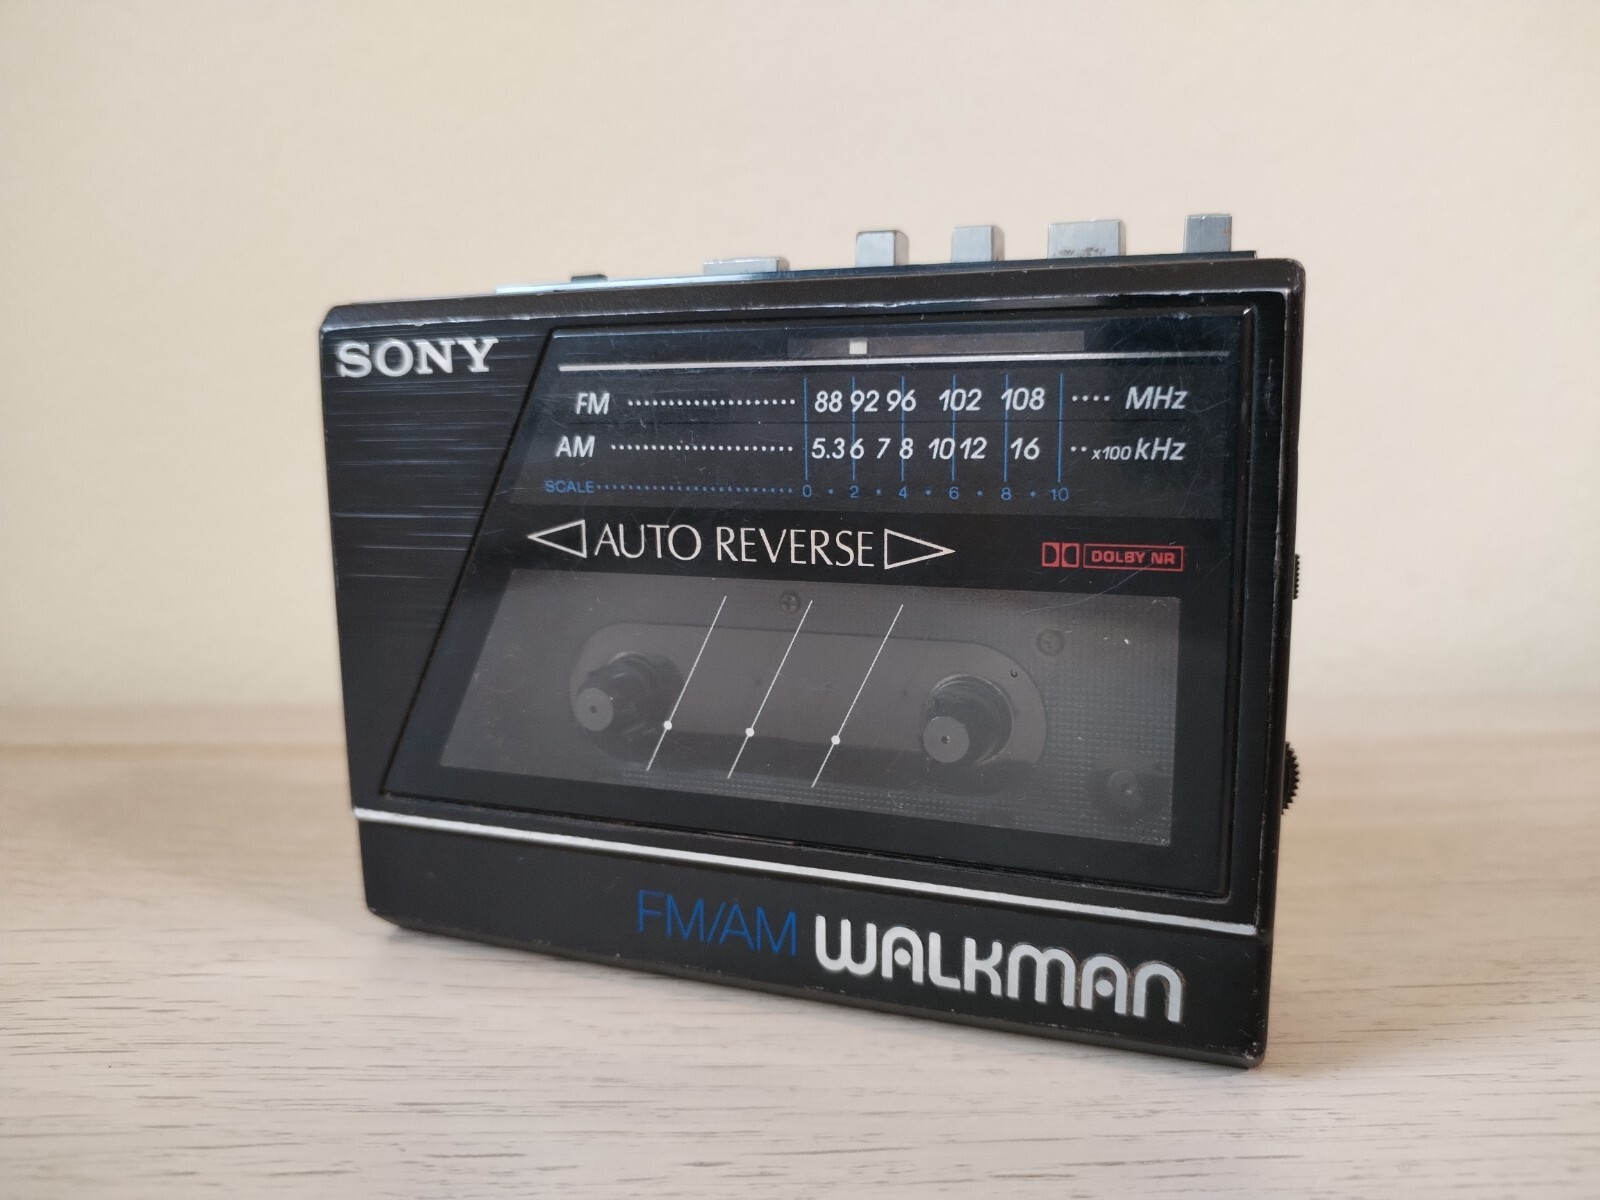 SONY
FM 88 92 96 102 108 MHz
AM 5.3 6 7 8 10 12 16 x100 kHz
SCALE 0 2 4 6 8 10
AUTO REVERSE
DOLBY NR
FM/AM WALKMAN